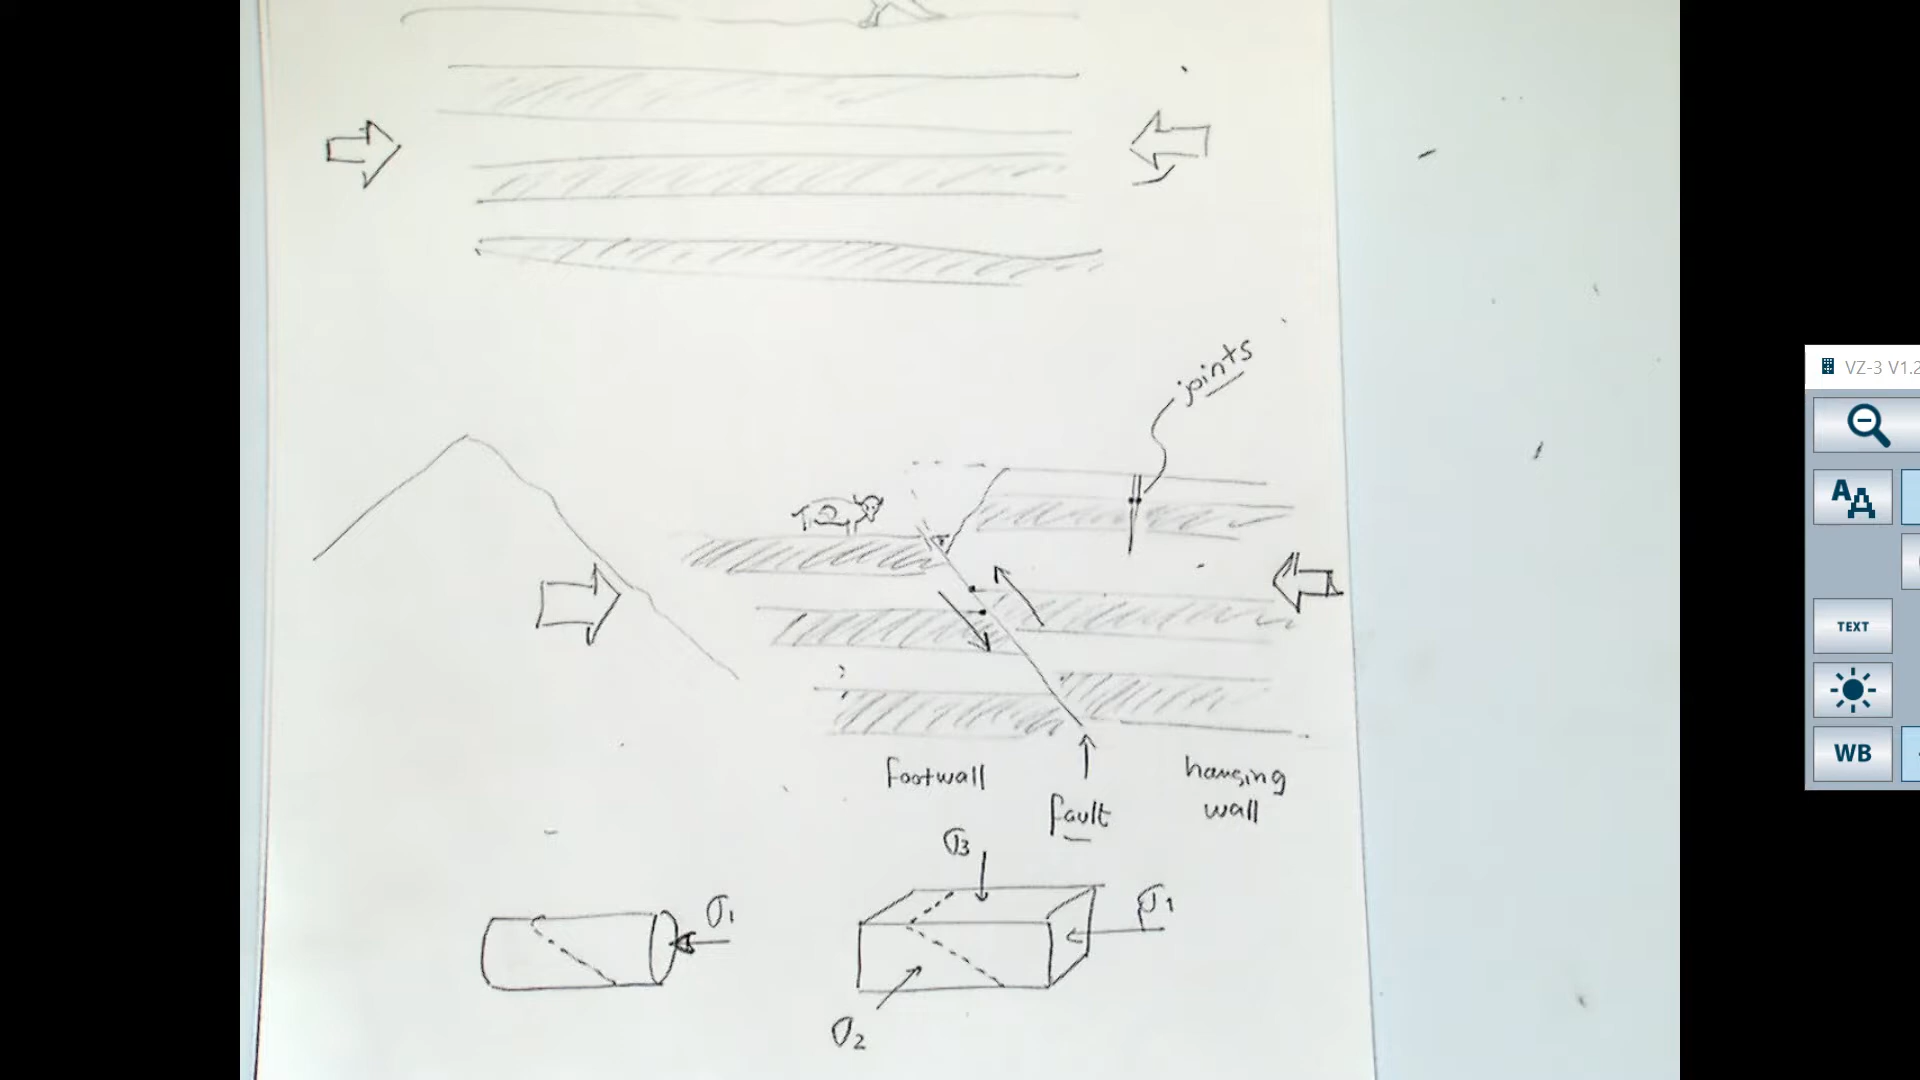 VZ-3 V1.2
joints
A A
TEXT
WB
footwall
fault
hanging
wall
σ3
σ1
σ1
σ2